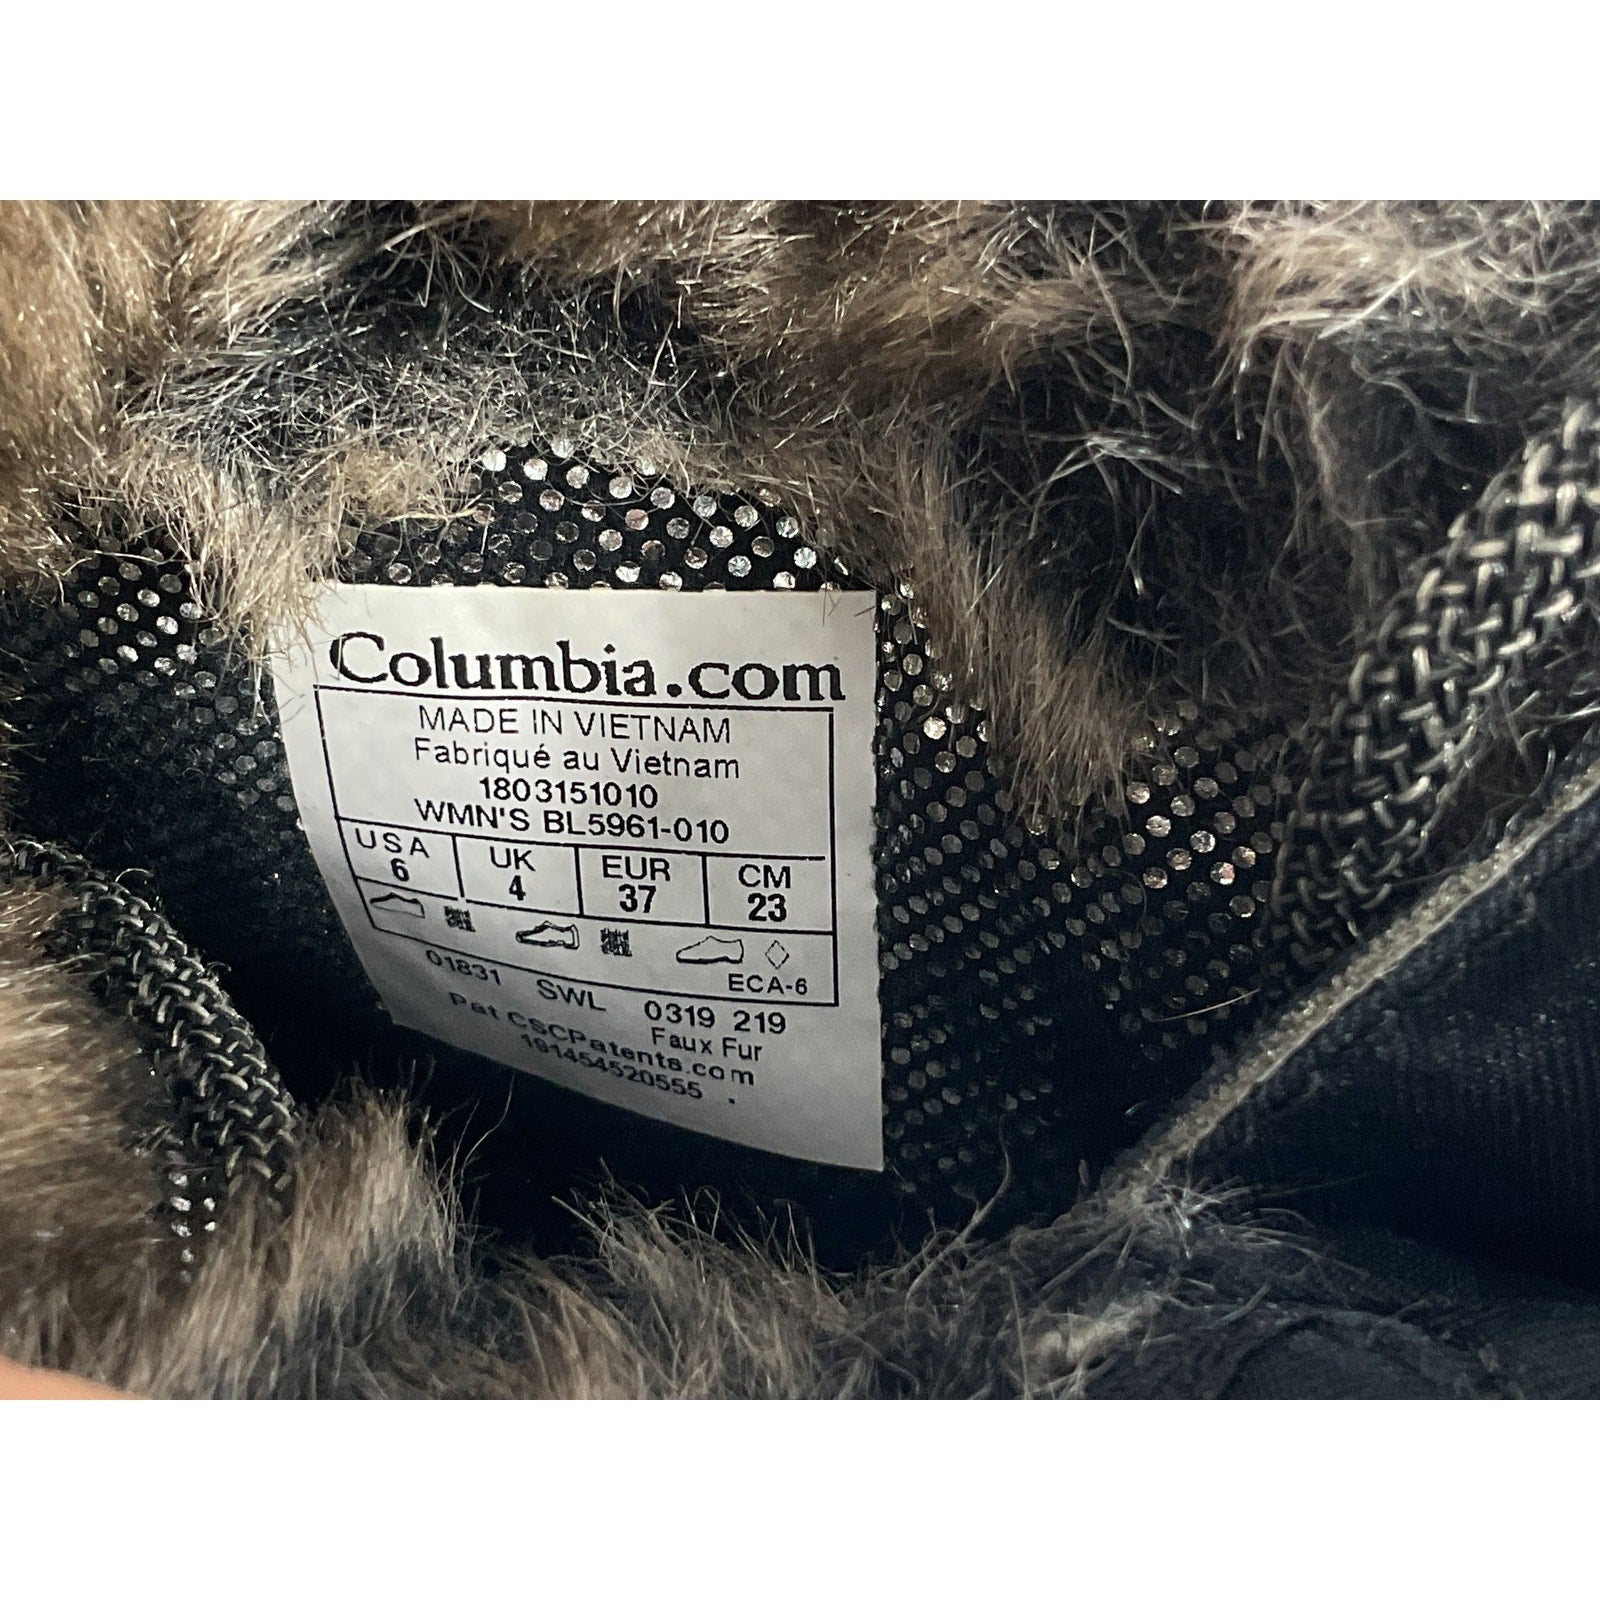 Columbia.com
MADE IN VIETNAM
Fabriqué au Vietnam
1803151010
WMN'S BL5961-010
USA UK EUR CM
6 4 37 23
ECA-6
01831 SWL 0319 219
Faux Fur
Pat CSCPatents.com
191454520555